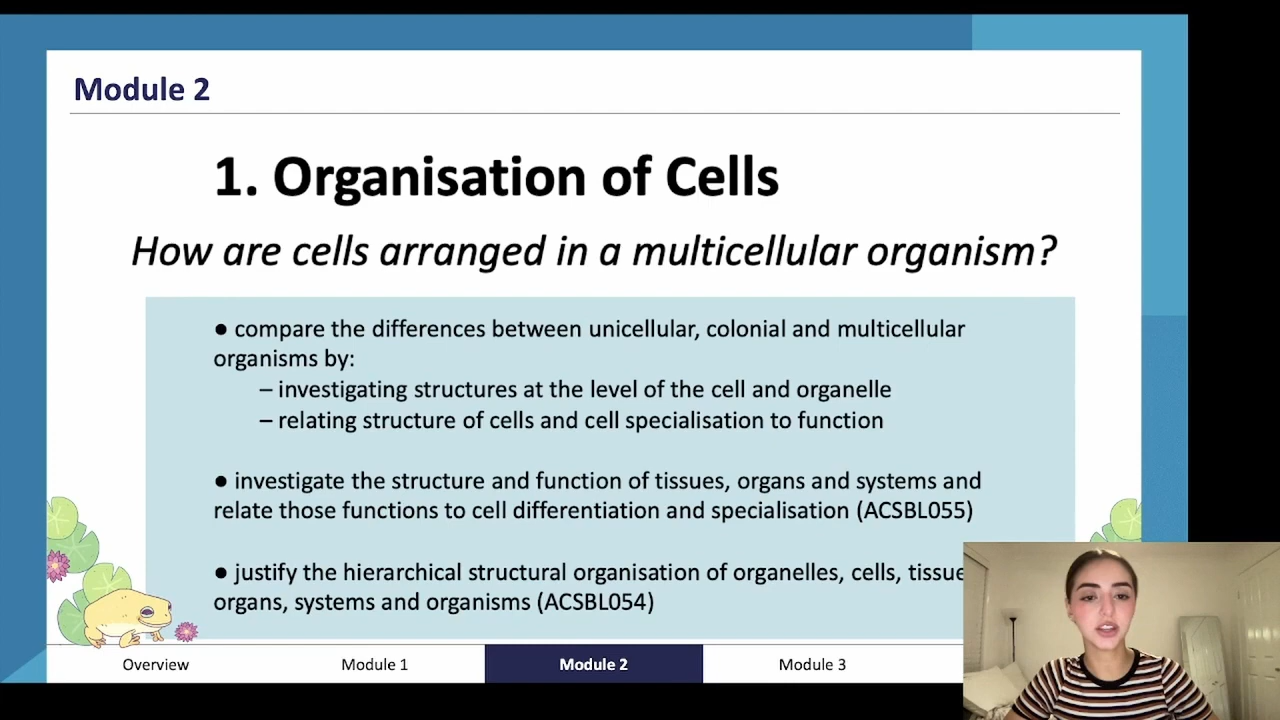 Module 2
1. Organisation of Cells
How are cells arranged in a multicellular organism?
● compare the differences between unicellular, colonial and multicellular
organisms by:
– investigating structures at the level of the cell and organelle
– relating structure of cells and cell specialisation to function
● investigate the structure and function of tissues, organs and systems and
relate those functions to cell differentiation and specialisation (ACSBL055)
● justify the hierarchical structural organisation of organelles, cells, tissue
organs, systems and organisms (ACSBL054)
Overview Module 1 Module 2 Module 3